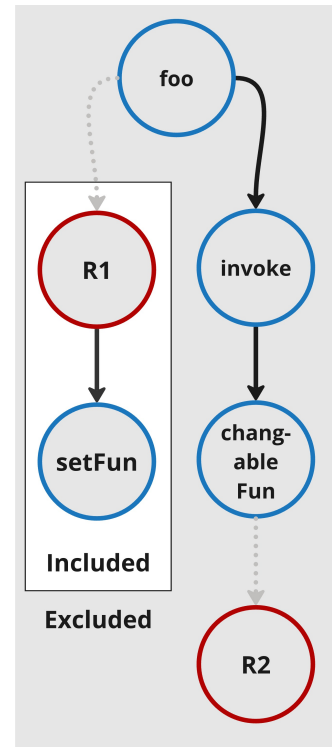 foo
R1
invoke
setFun
chang-
able
Fun
Included
Excluded
R2